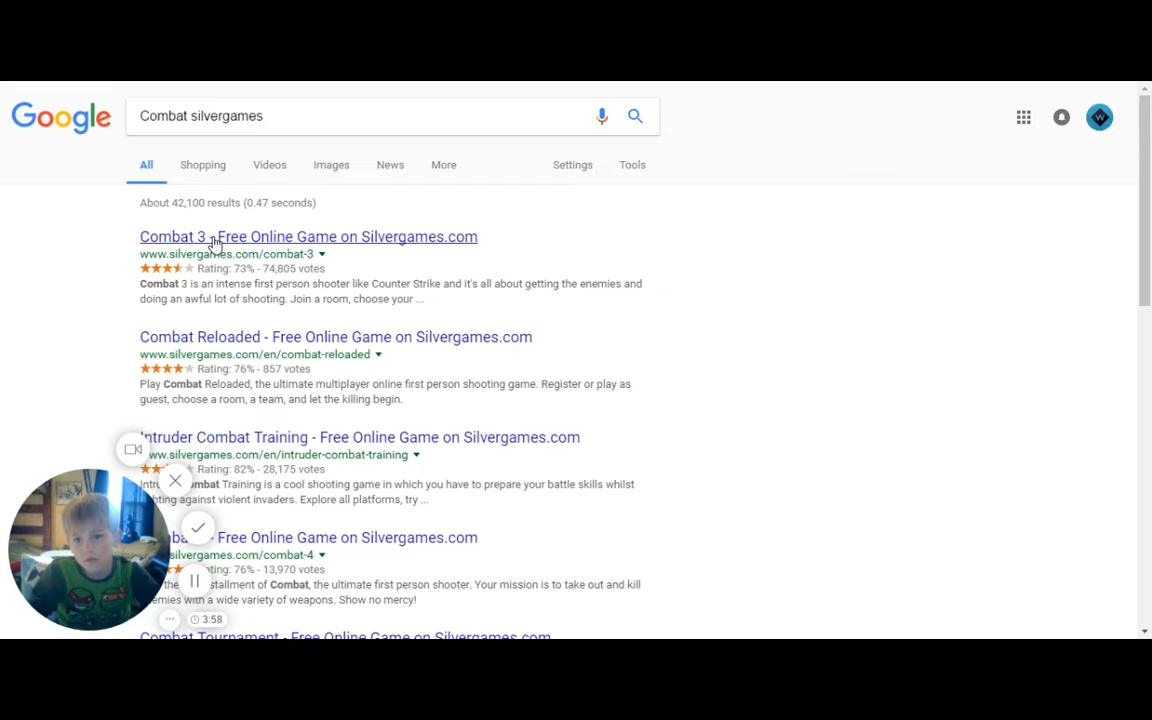 Google
Combat silvergames
W
All Shopping Videos Images News More Settings Tools
About 42,100 results (0.47 seconds)
Combat 3 - Free Online Game on Silvergames.com
www.silvergames.com/combat-3
Rating: 73% - 74,805 votes
Combat 3 is an intense first person shooter like Counter Strike and it's all about getting the enemies and
doing an awful lot of shooting. Join a room, choose your ...
Combat Reloaded - Free Online Game on Silvergames.com
www.silvergames.com/en/combat-reloaded
Rating: 76% - 857 votes
Play Combat Reloaded, the ultimate multiplayer online first person shooting game. Register or play as
guest, choose a room, a team, and let the killing begin.
Intruder Combat Training - Free Online Game on Silvergames.com
www.silvergames.com/en/intruder-combat-training
Rating: 82% - 28,175 votes
Combat Training is a cool shooting game in which you have to prepare your battle skills whilst
against violent invaders. Explore all platforms, try ...
- Free Online Game on Silvergames.com
silvergames.com/combat-4
Rating: 76% - 13,970 votes
of Combat, the ultimate first person shooter. Your mission is to take out and kill
with a wide variety of weapons. Show no mercy!
3:58
Combat Tournament - Free Online Game on Silvergames.com